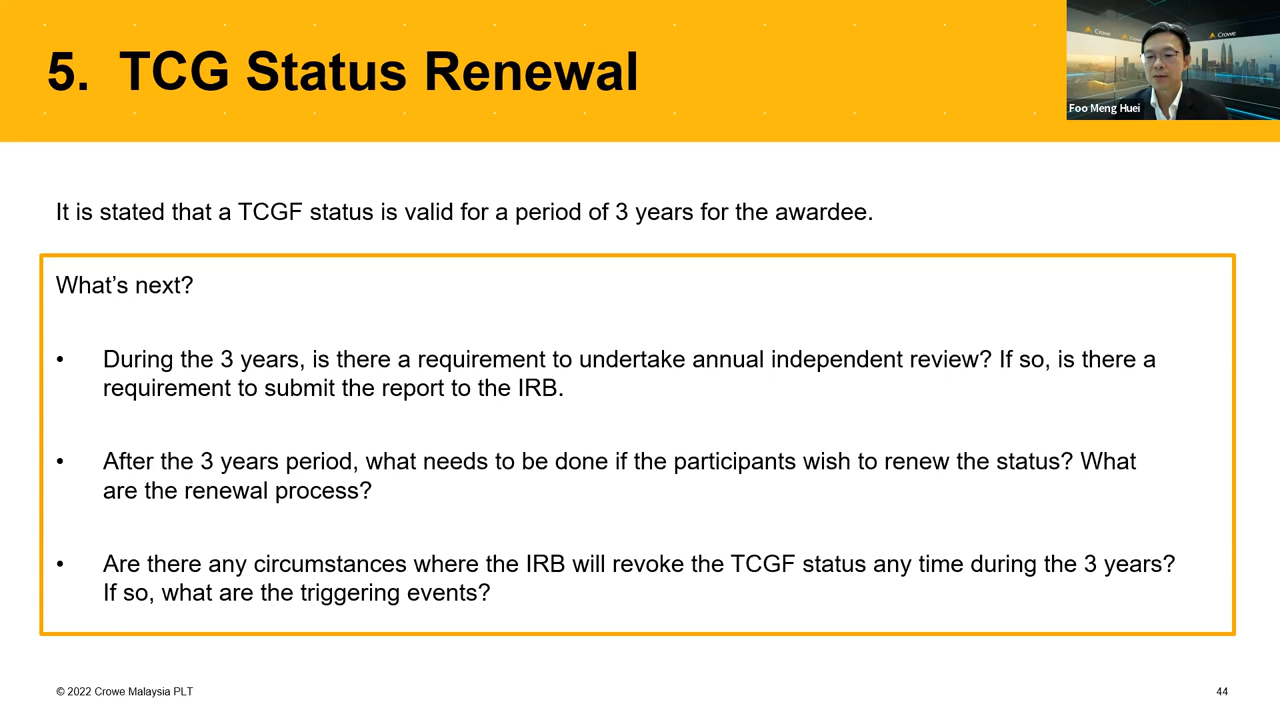 5. TCG Status Renewal
Crowe
Crowe
Foo Meng Huei
It is stated that a TCGF status is valid for a period of 3 years for the awardee.
What's next?
• During the 3 years, is there a requirement to undertake annual independent review? If so, is there a
requirement to submit the report to the IRB.
• After the 3 years period, what needs to be done if the participants wish to renew the status? What
are the renewal process?
• Are there any circumstances where the IRB will revoke the TCGF status any time during the 3 years?
If so, what are the triggering events?
© 2022 Crowe Malaysia PLT
44